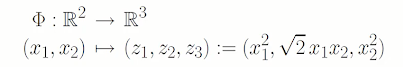 Φ : ℝ² → ℝ³
(x₁, x₂) ↦ (z₁, z₂, z₃) := (x₁², √2 x₁x₂, x₂²)